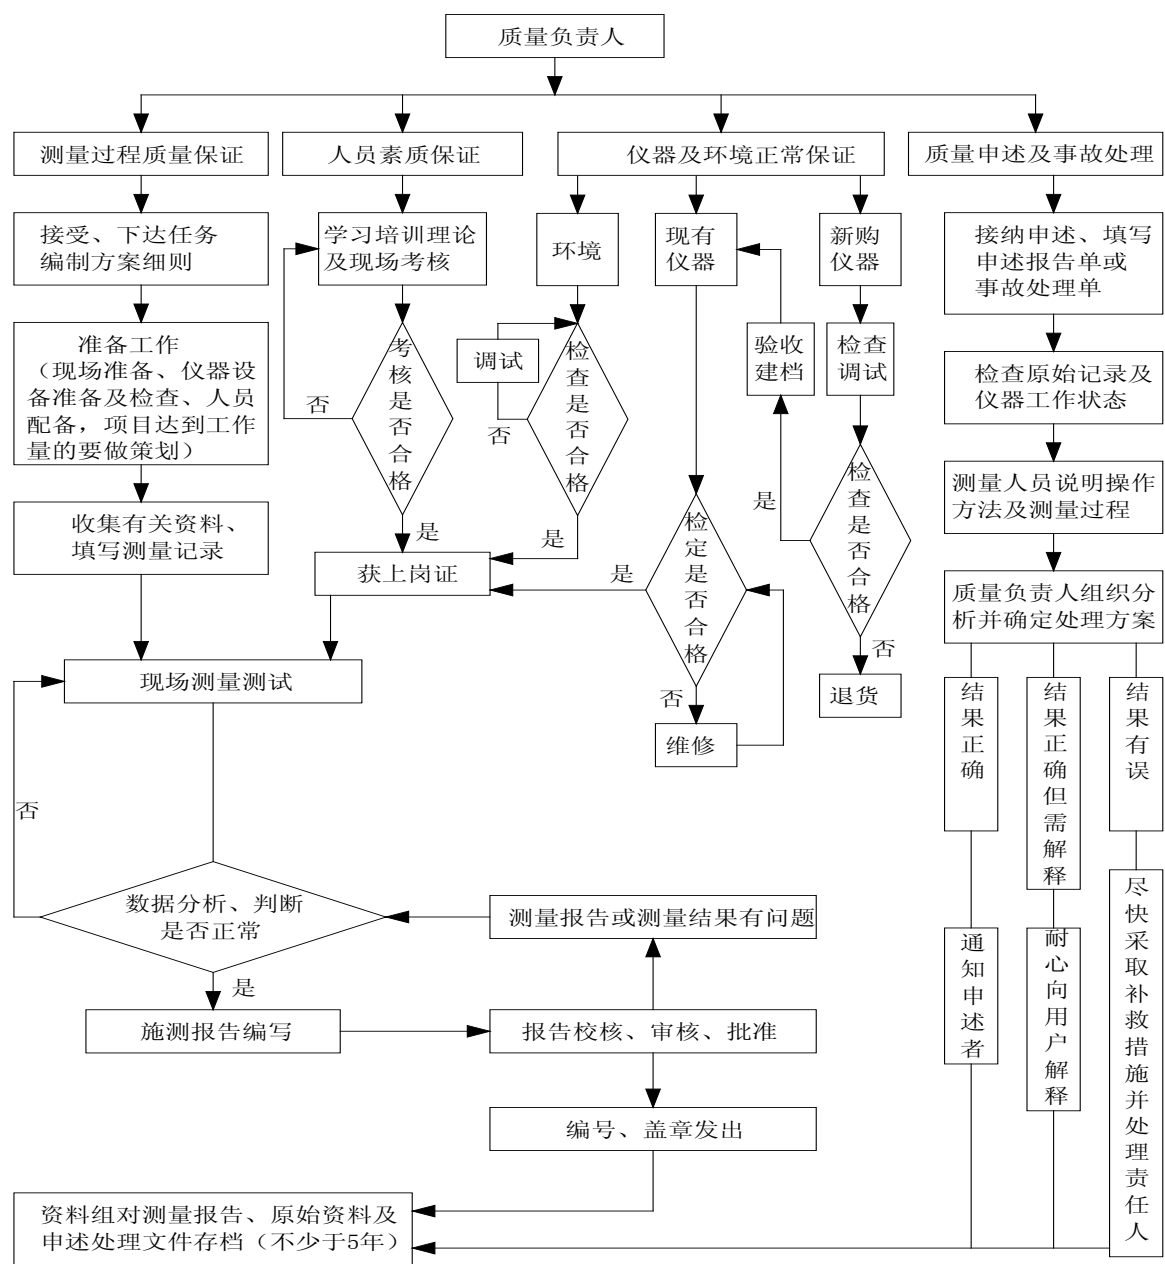 质量负责人
测量过程质量保证
人员素质保证
仪器及环境正常保证
质量申述及事故处理
接受、下达任务
编制方案细则
学习培训理论
及现场考核
环境
现有
仪器
新购
仪器
接纳申述、填写
申述报告单或
事故处理单
准备工作
（现场准备、仪器设
备准备及检查、人员
配备，项目达到工作
量的要做策划）
否
考核是否合格
调试
否
检查是否合格
验收
建档
检查
调试
检查原始记录及
仪器工作状态
收集有关资料、
填写测量记录
是
是
是
检定是否合格
是
检查是否合格
测量人员说明操作
方法及测量过程
获上岗证
质量负责人组织分
析并确定处理方案
现场测量测试
否
维修
否
退货
结果正确
结果正确但需解释
结果有误
否
数据分析、判断
是否正常
测量报告或测量结果有问题
是
施测报告编写
报告校核、审核、批准
通知申述者
耐心向用户解释
尽快采取补救措施并处理责任人
编号、盖章发出
资料组对测量报告、原始资料及
申述处理文件存档（不少于5年）